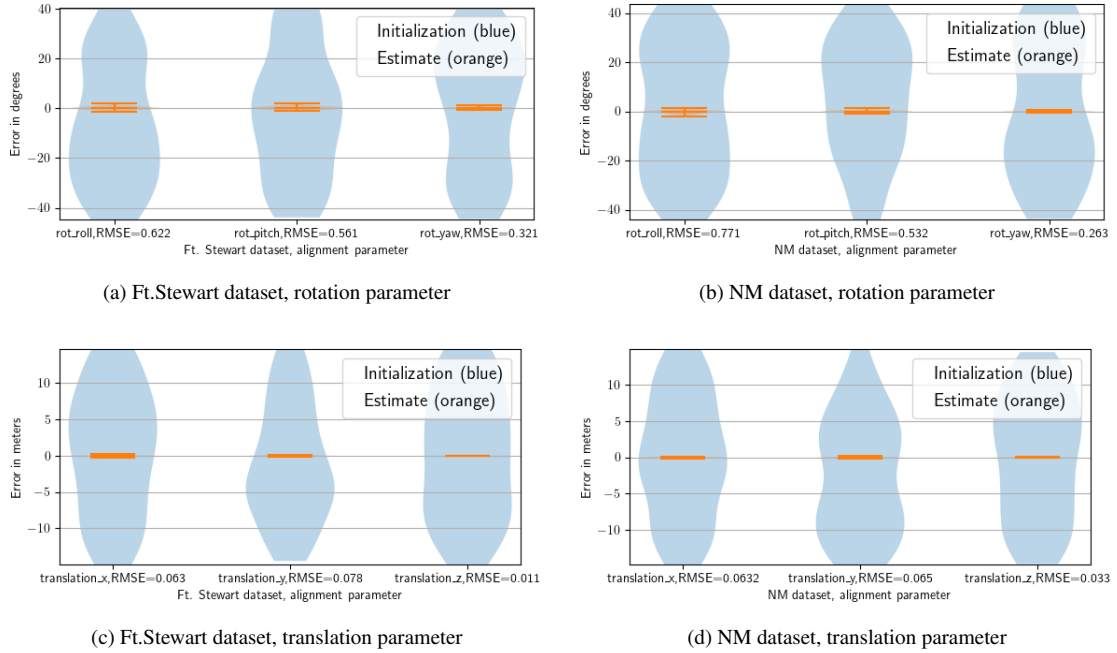 Error in degrees
40
20
0
−20
−40
Initialization (blue)
Estimate (orange)
rot_roll,RMSE=0.622
rot_pitch,RMSE=0.561
rot_yaw,RMSE=0.321
Ft. Stewart dataset, alignment parameter
(a) Ft.Stewart dataset, rotation parameter
Error in degrees
40
20
0
−20
−40
Initialization (blue)
Estimate (orange)
rot_roll,RMSE=0.771
rot_pitch,RMSE=0.532
rot_yaw,RMSE=0.263
NM dataset, alignment parameter
(b) NM dataset, rotation parameter
Error in meters
10
5
0
−5
−10
Initialization (blue)
Estimate (orange)
translation_x,RMSE=0.063
translation_y,RMSE=0.078
translation_z,RMSE=0.011
Ft. Stewart dataset, alignment parameter
(c) Ft.Stewart dataset, translation parameter
Error in meters
10
5
0
−5
−10
Initialization (blue)
Estimate (orange)
translation_x,RMSE=0.0632
translation_y,RMSE=0.065
translation_z,RMSE=0.033
NM dataset, alignment parameter
(d) NM dataset, translation parameter